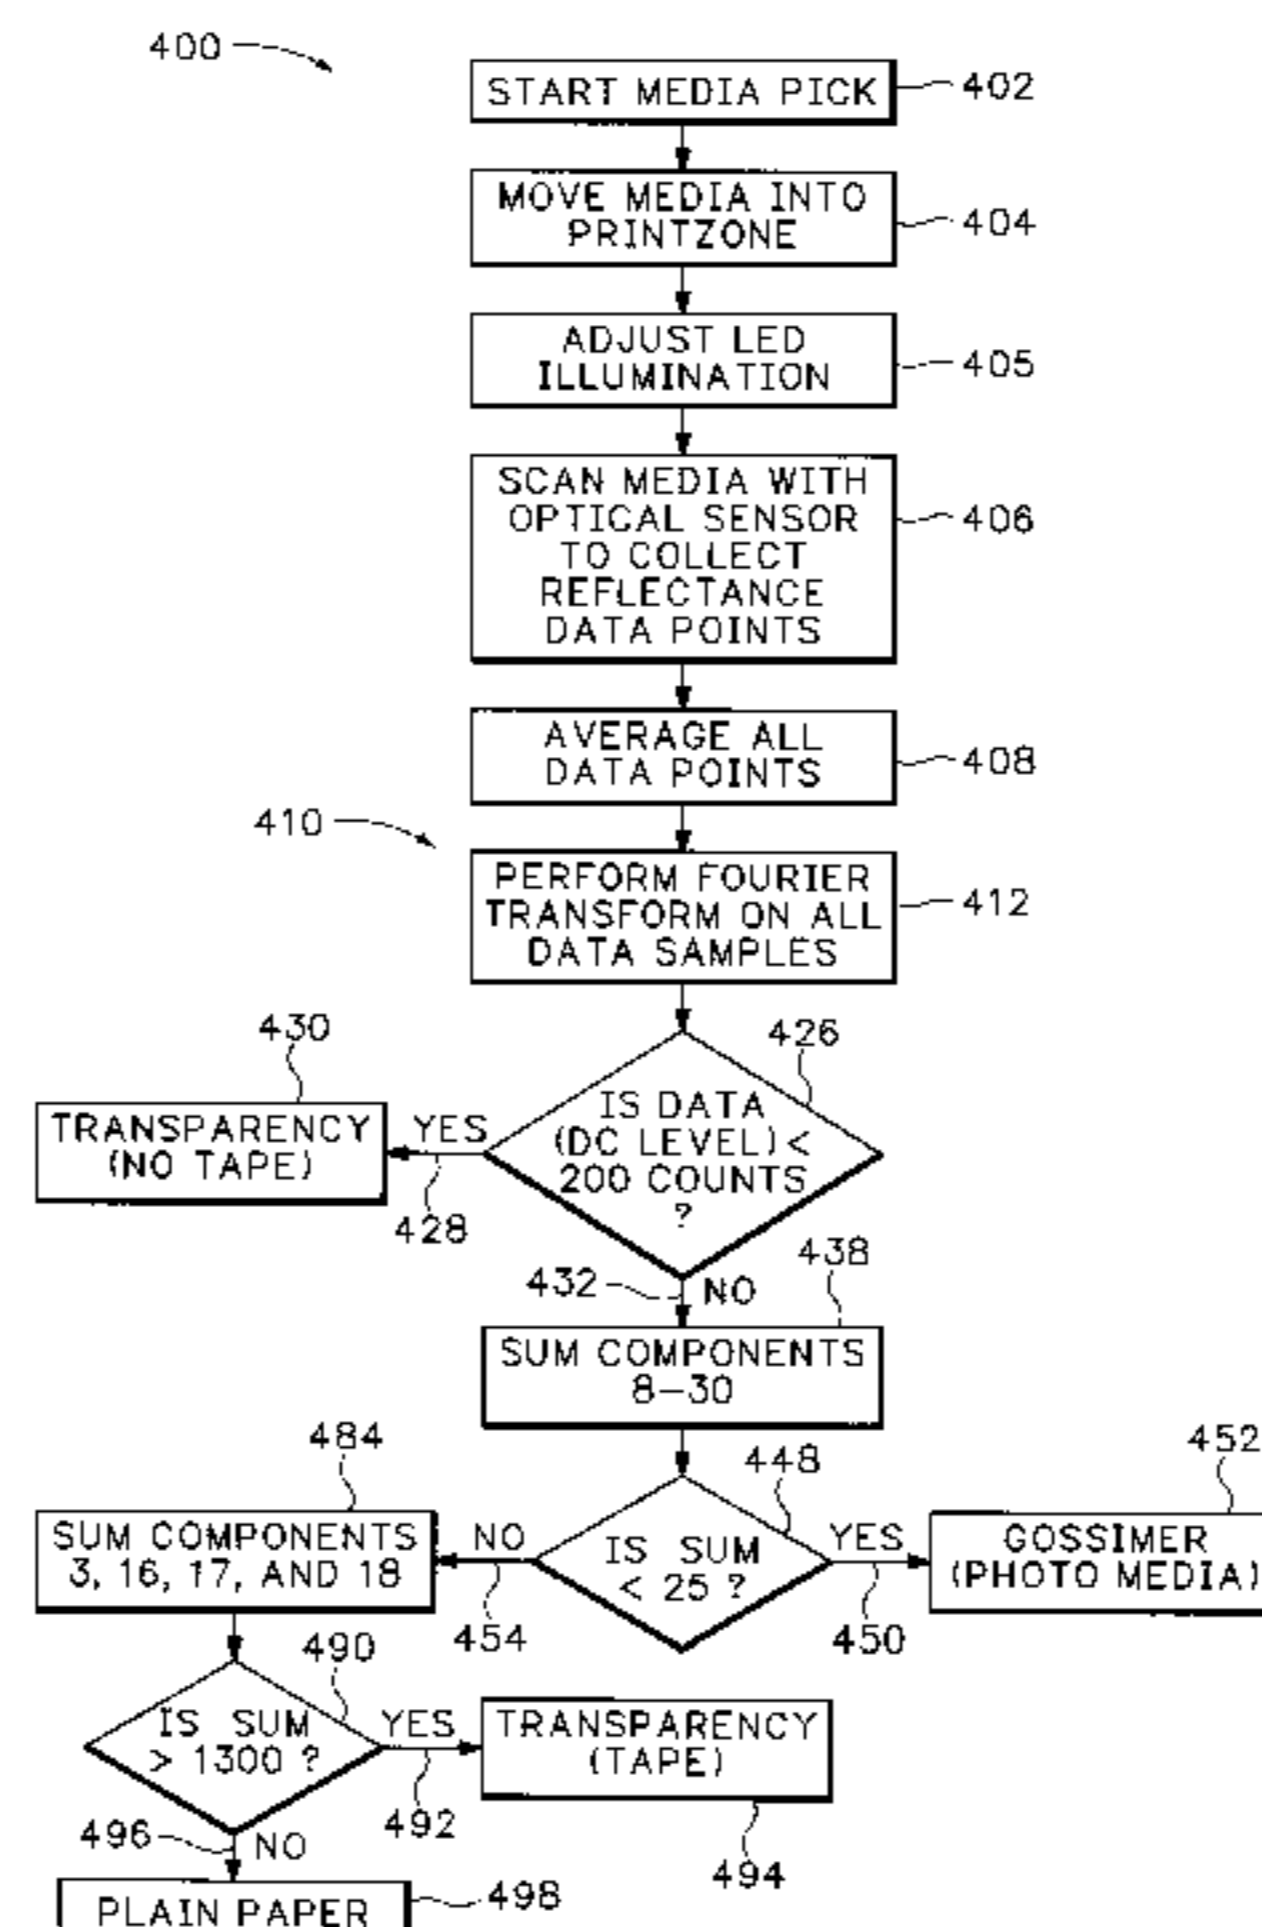 400
START MEDIA PICK
402
MOVE MEDIA INTO
PRINTZONE
404
ADJUST LED
ILLUMINATION
405
SCAN MEDIA WITH
OPTICAL SENSOR
TO COLLECT
REFLECTANCE
DATA POINTS
406
AVERAGE ALL
DATA POINTS
408
410
PERFORM FOURIER
TRANSFORM ON ALL
DATA SAMPLES
412
426
IS DATA
(DC LEVEL) <
200 COUNTS
?
YES
428
430
TRANSPARENCY
(NO TAPE)
432
NO
438
SUM COMPONENTS
8-30
448
IS SUM
< 25 ?
YES
450
452
GOSSIMER
(PHOTO MEDIA)
NO
454
484
SUM COMPONENTS
3, 16, 17, AND 18
490
IS SUM
> 1300 ?
YES
492
TRANSPARENCY
(TAPE)
494
496
NO
PLAIN PAPER
498